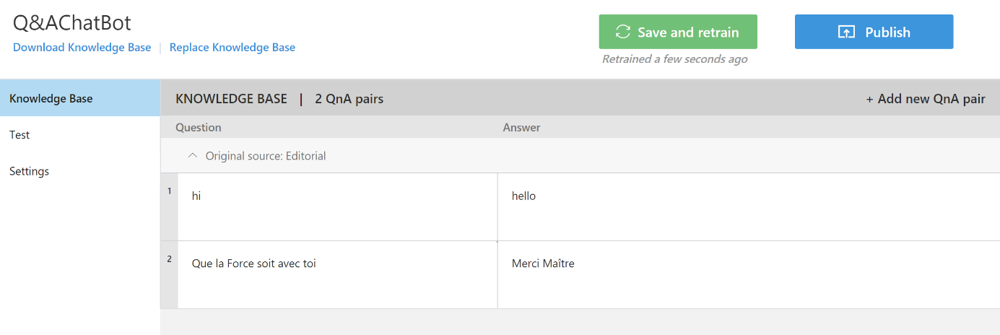 Q&AChatBot
Download Knowledge Base | Replace Knowledge Base
Save and retrain
Publish
Retrained a few seconds ago
Knowledge Base
Test
Settings
KNOWLEDGE BASE | 2 QnA pairs
+ Add new QnA pair
Question Answer
Original source: Editorial
1 hi hello
2 Que la Force soit avec toi Merci Maître